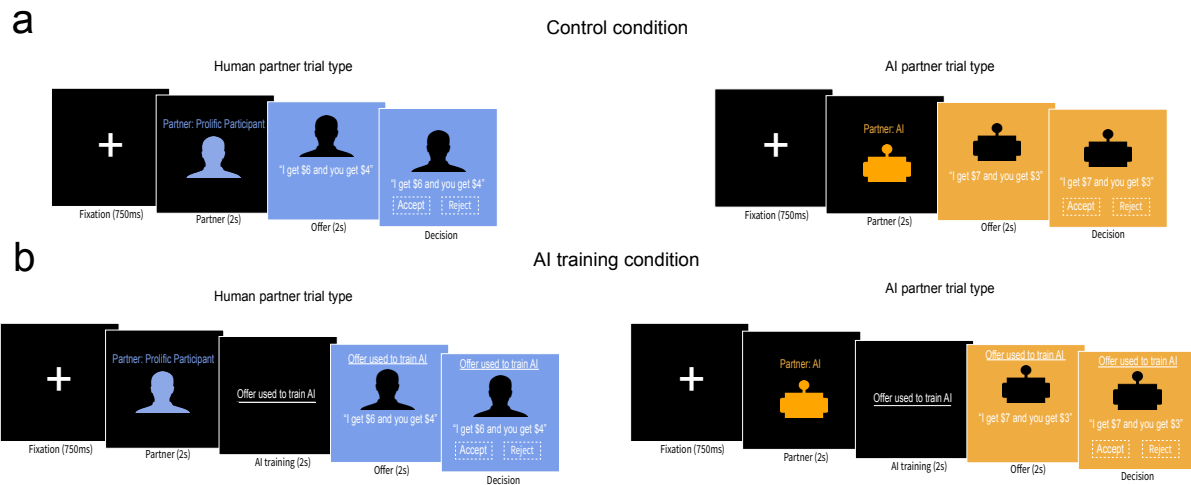 a
Control condition
Human partner trial type
AI partner trial type
+
Partner: Prolific Participant
"I get $6 and you get $4"
"I get $6 and you get $4"
Accept
Reject
Fixation (750ms)
Partner (2s)
Offer (2s)
Decision
+
Partner: AI
"I get $7 and you get $3"
"I get $7 and you get $3"
Accept
Reject
Fixation (750ms)
Partner (2s)
Offer (2s)
Decision
b
AI training condition
Human partner trial type
AI partner trial type
+
Partner: Prolific Participant
Offer used to train AI
Offer used to train AI
"I get $6 and you get $4"
Offer used to train AI
"I get $6 and you get $4"
Accept
Reject
Fixation (750ms)
Partner (2s)
AI training (2s)
Offer (2s)
Decision
+
Partner: AI
Offer used to train AI
Offer used to train AI
"I get $7 and you get $3"
Offer used to train AI
"I get $7 and you get $3"
Accept
Reject
Fixation (750ms)
Partner (2s)
AI training (2s)
Offer (2s)
Decision